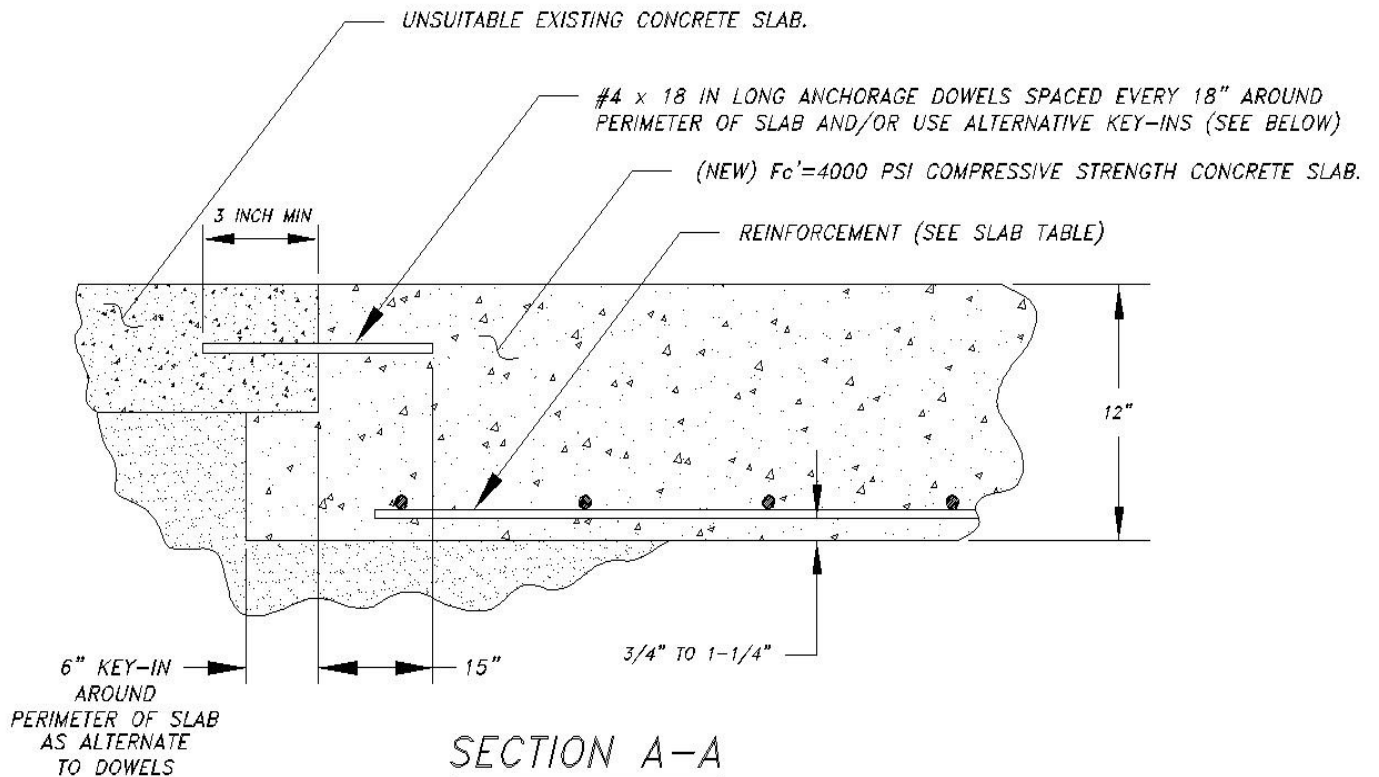 UNSUITABLE EXISTING CONCRETE SLAB.
#4 x 18 IN LONG ANCHORAGE DOWELS SPACED EVERY 18" AROUND
PERIMETER OF SLAB AND/OR USE ALTERNATIVE KEY-INS (SEE BELOW)
(NEW) Fc'=4000 PSI COMPRESSIVE STRENGTH CONCRETE SLAB.
3 INCH MIN
REINFORCEMENT (SEE SLAB TABLE)
12"
6" KEY-IN
AROUND
PERIMETER OF SLAB
AS ALTERNATE
TO DOWELS
15"
3/4" TO 1-1/4"
SECTION A-A